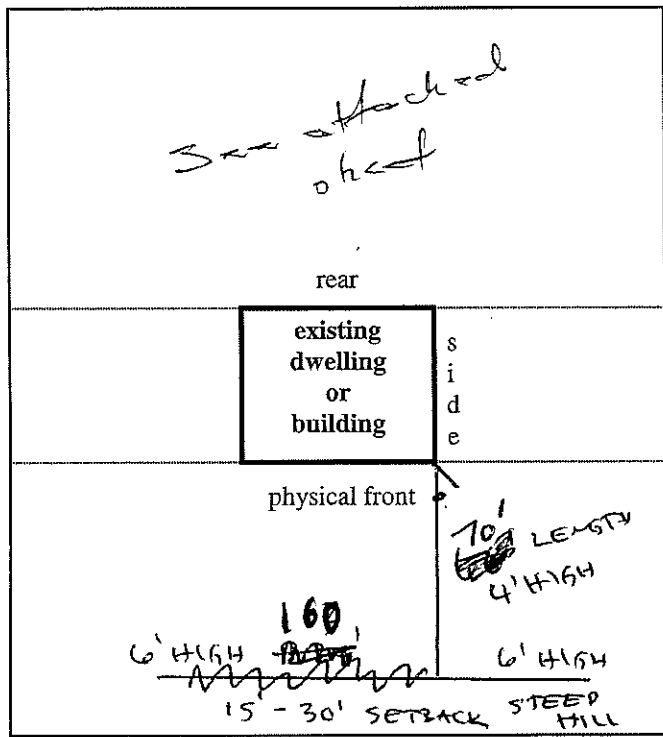 See attached
sheet
rear
existing
dwelling
or
building
side
physical front
70' LENGTH
4' HIGH
160'
6' HIGH
6' HIGH
15' - 30' SETBACK STEEP
HILL